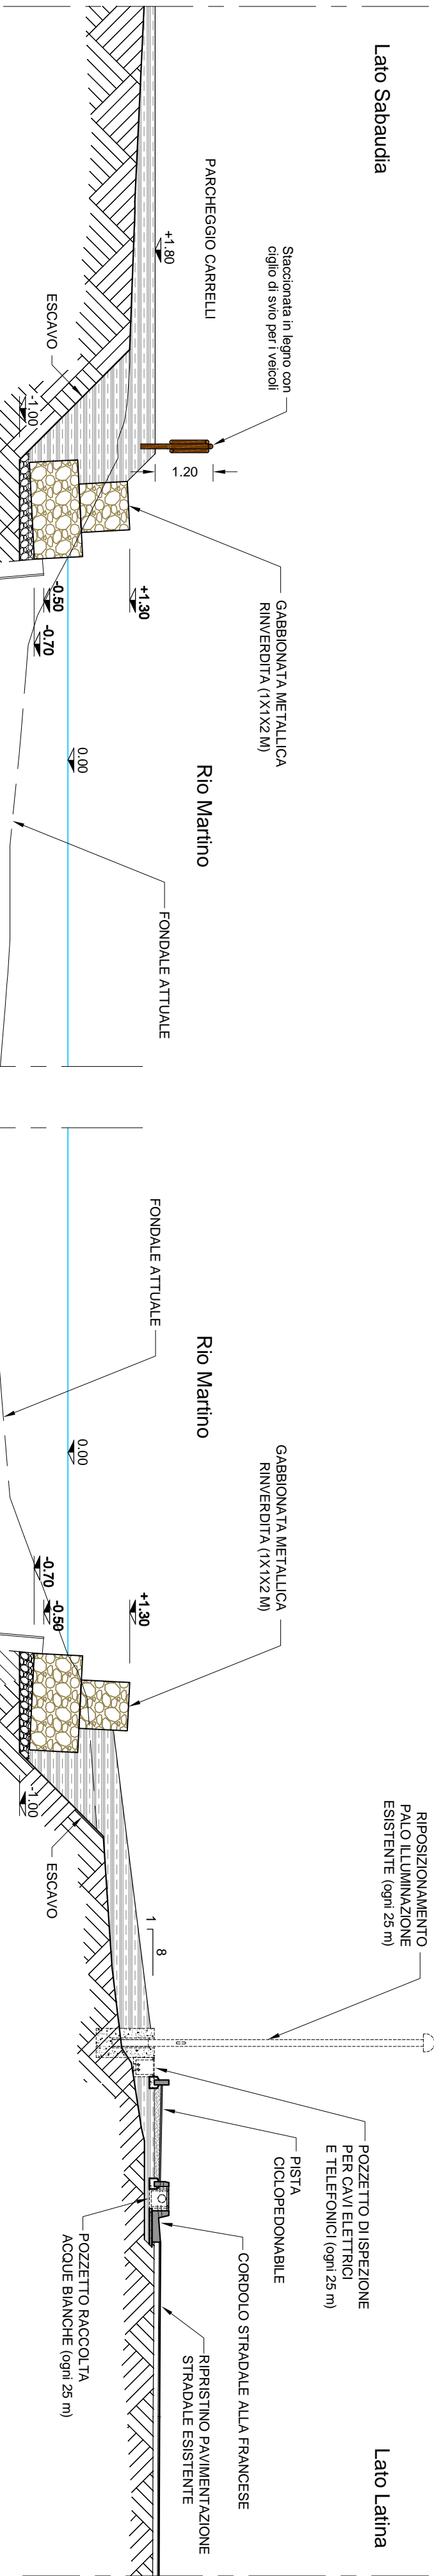 Lato Sabaudia
PARCHEGGIO CARRELLI
+1.80
Staccionata in legno con
ciglio di svio per i veicoli
1.20
ESCAVO
-1.00
GABBIONATA METALLICA
RINVERDITA (1X1X2 M)
+1.30
-0.50
-0.70
Rio Martino
0.00
FONDALE ATTUALE
FONDALE ATTUALE
Rio Martino
0.00
GABBIONATA METALLICA
RINVERDITA (1X1X2 M)
+1.30
-0.50
-0.70
-1.00
ESCAVO
1
8
RIPOSIZIONAMENTO
PALO ILLUMINAZIONE
ESISTENTE (ogni 25 m)
POZZETTO DI ISPEZIONE
PER CAVI ELETTRICI
E TELEFONICI (ogni 25 m)
PISTA
CICLOPEDONABILE
CORDOLO STRADALE ALLA FRANCESE
RIPRISTINO PAVIMENTAZIONE
STRADALE ESISTENTE
POZZETTO RACCOLTA
ACQUE BIANCHE (ogni 25 m)
Lato Latina